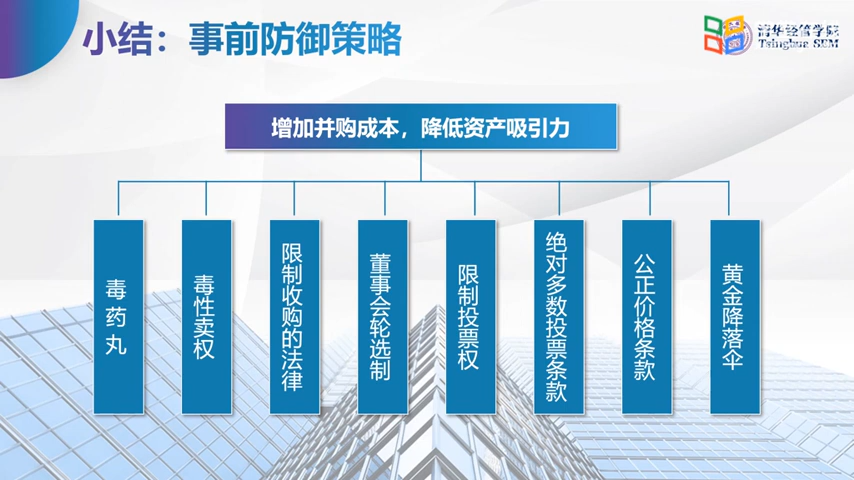 小结：事前防御策略
清华经管学院
Tsinghua SEM
增加并购成本，降低资产吸引力
毒药丸
毒性卖权
限制收购的法律
董事会轮选制
限制投票权
绝对多数投票条款
公正价格条款
黄金降落伞